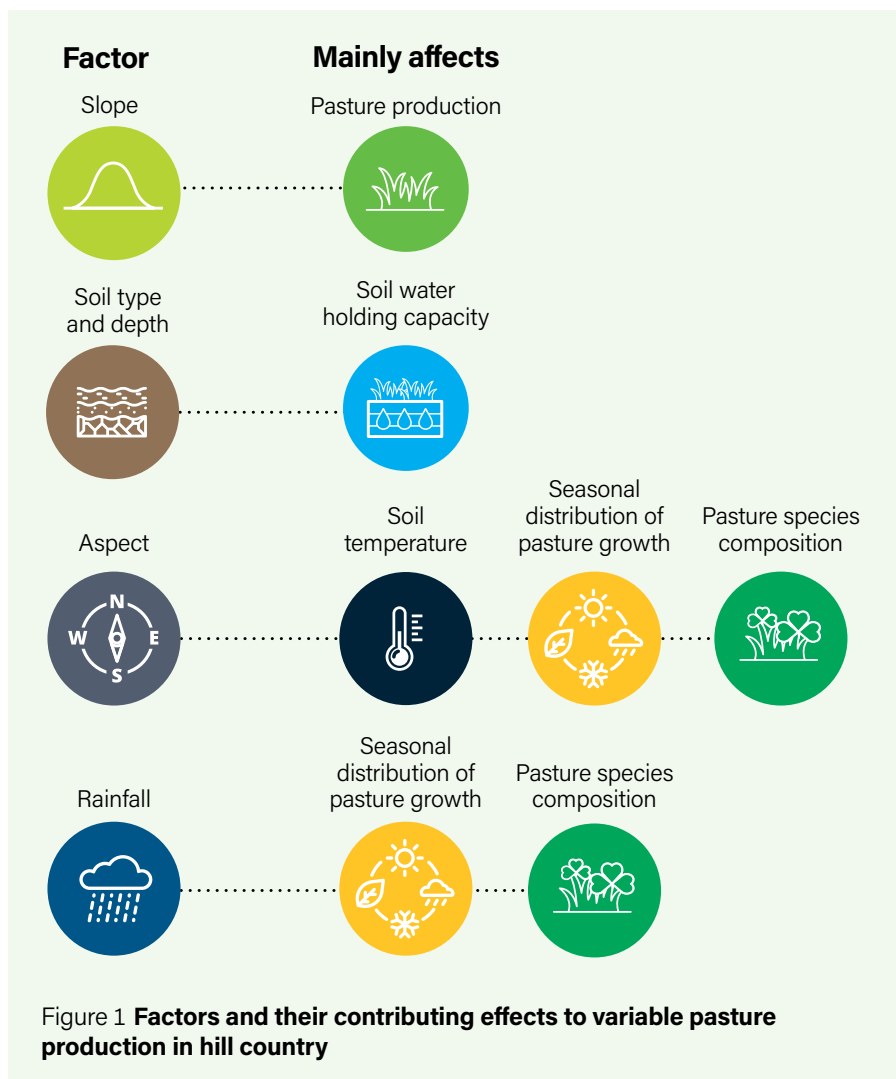 Factor
Mainly affects
Slope
Pasture production
Soil type
and depth
Soil water
holding capacity
Aspect
N
W
E
S
Soil
temperature
Seasonal
distribution of
pasture growth
Pasture species
composition
Rainfall
Seasonal
distribution of
pasture growth
Pasture species
composition
Figure 1 Factors and their contributing effects to variable pasture
production in hill country